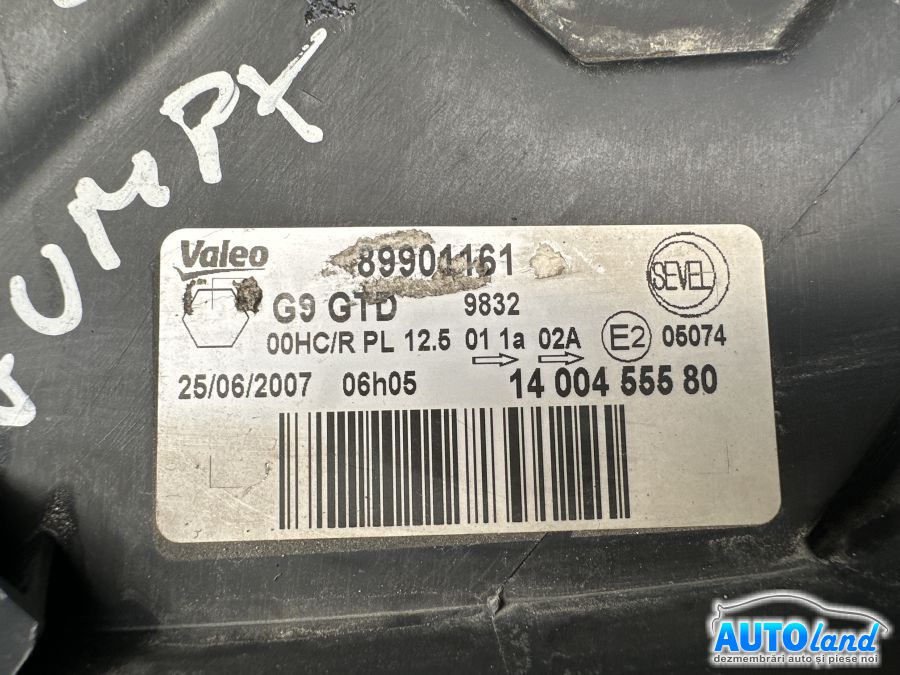 UMPY
Valeo
89901161
SEVEL
G9 GTD 9832
00HC/R PL 12.5 01 1a 02A E2 05074
25/06/2007 06h05 14 004 555 80
AUTOland
dezmembrări auto și piese noi